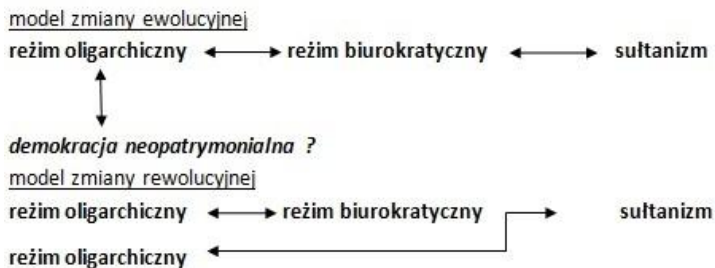 model zmiany ewolucyjnej
reżim oligarchiczny reżim biurokratyczny sułtanizm
demokracja neopatrymonialna ?
model zmiany rewolucyjnej
reżim oligarchiczny reżim biurokratyczny sułtanizm
reżim oligarchiczny